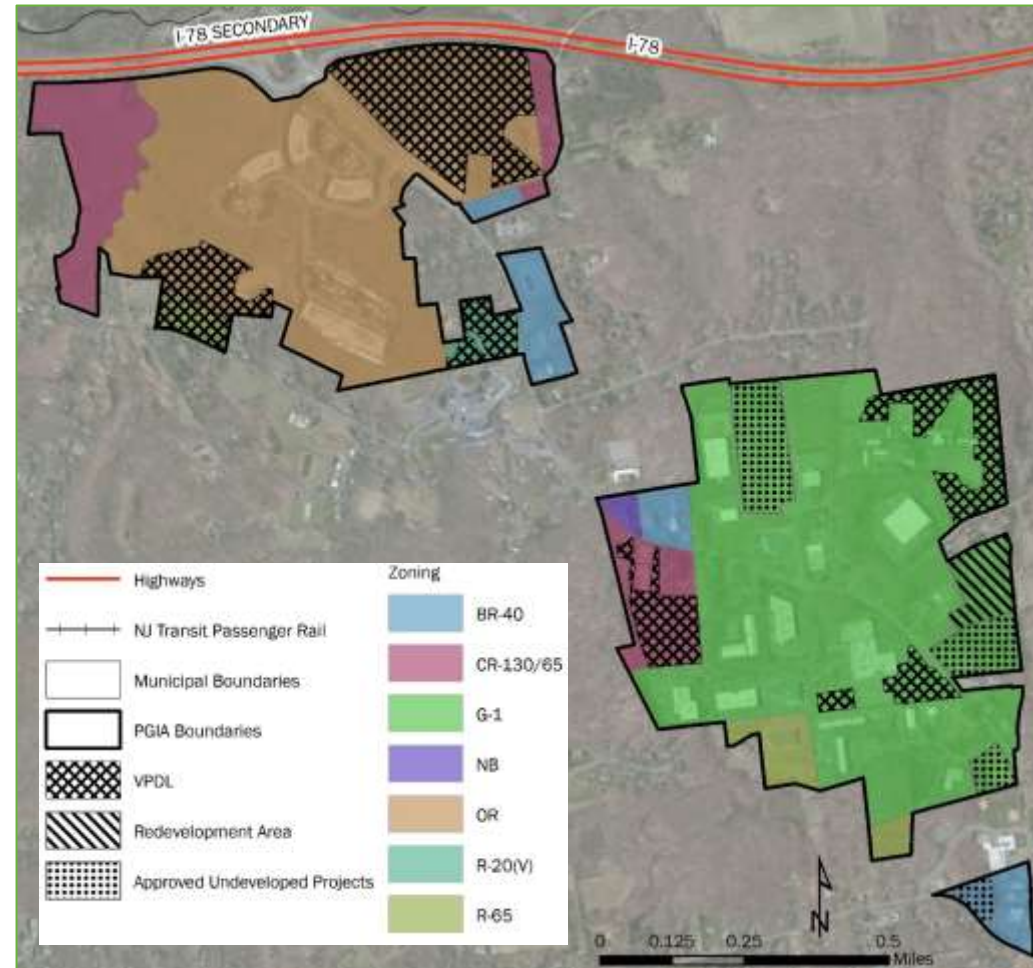 I-78 SECONDARY
I-78
Highways
NJ Transit Passenger Rail
Municipal Boundaries
PGIA Boundaries
VPDL
Redevelopment Area
Approved Undeveloped Projects
Zoning
BR-40
CR-130/65
G-1
NB
OR
R-20(V)
R-65
N
0 0.125 0.25 0.5
Miles